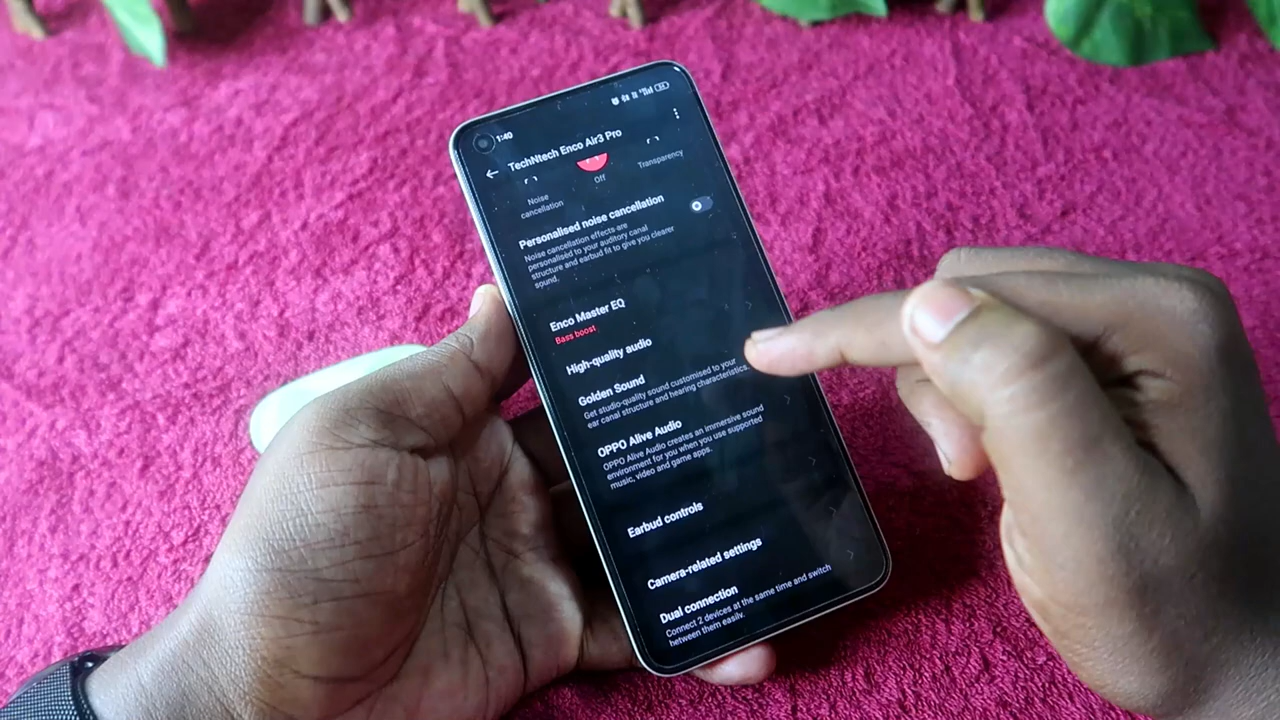 1:40
TechNtech Enco Air3 Pro
Noise
cancellation
Off
Transparency
Personalised noise cancellation
Noise cancellation effects are
personalised to your auditory canal
structure and earbud fit to give you clearer
sound.
Enco Master EQ
Bass boost
High-quality audio
Golden Sound
Get studio-quality sound customised to your
ear canal structure and hearing characteristics.
OPPO Alive Audio
OPPO Alive Audio creates an immersive sound
environment for you when you use supported
music, video and game apps.
Earbud controls
Camera-related settings
Dual connection
Connect 2 devices at the same time and switch
between them easily.